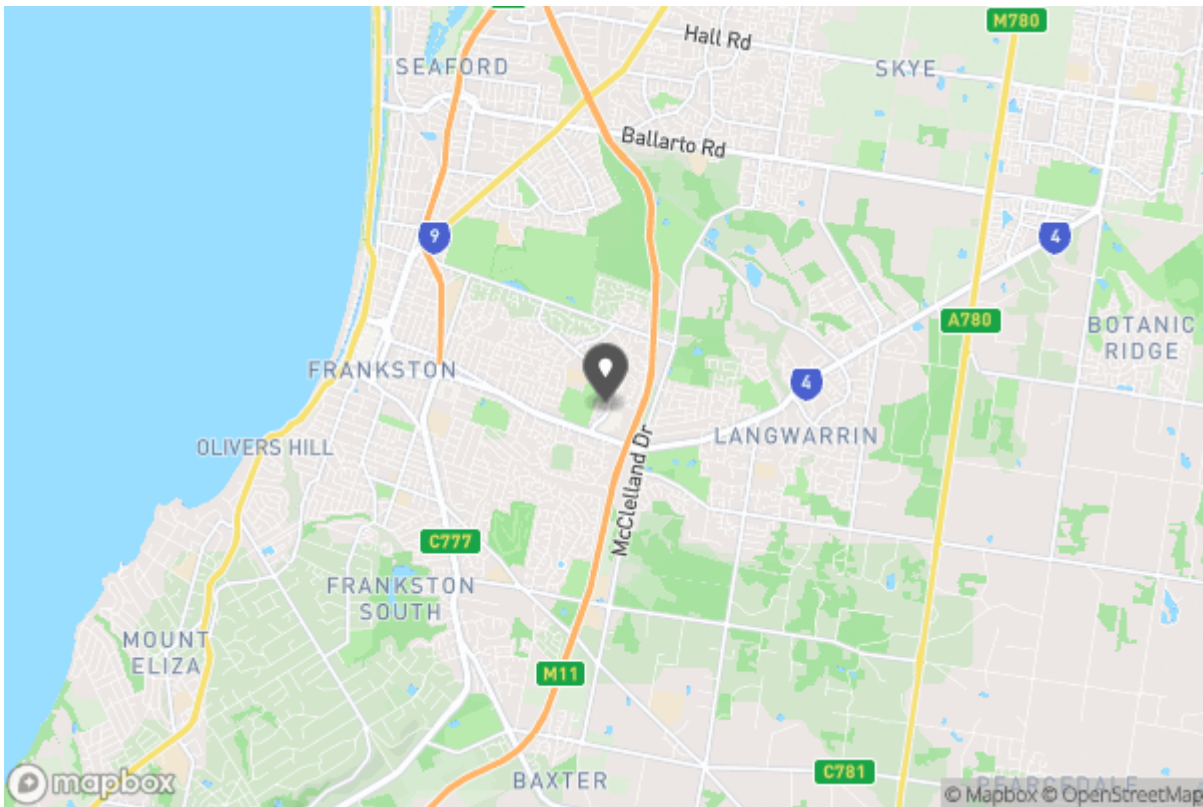 M780
Hall Rd
SEAFORD
SKYE
Ballarto Rd
9
4
A780
BOTANIC
RIDGE
FRANKSTON
4
OLIVERS HILL
LANGWARRIN
McClelland Dr
C777
FRANKSTON
SOUTH
MOUNT
ELIZA
M11
BAXTER
C781
PEARCEDALE
mapbox
© Mapbox © OpenStreetMap